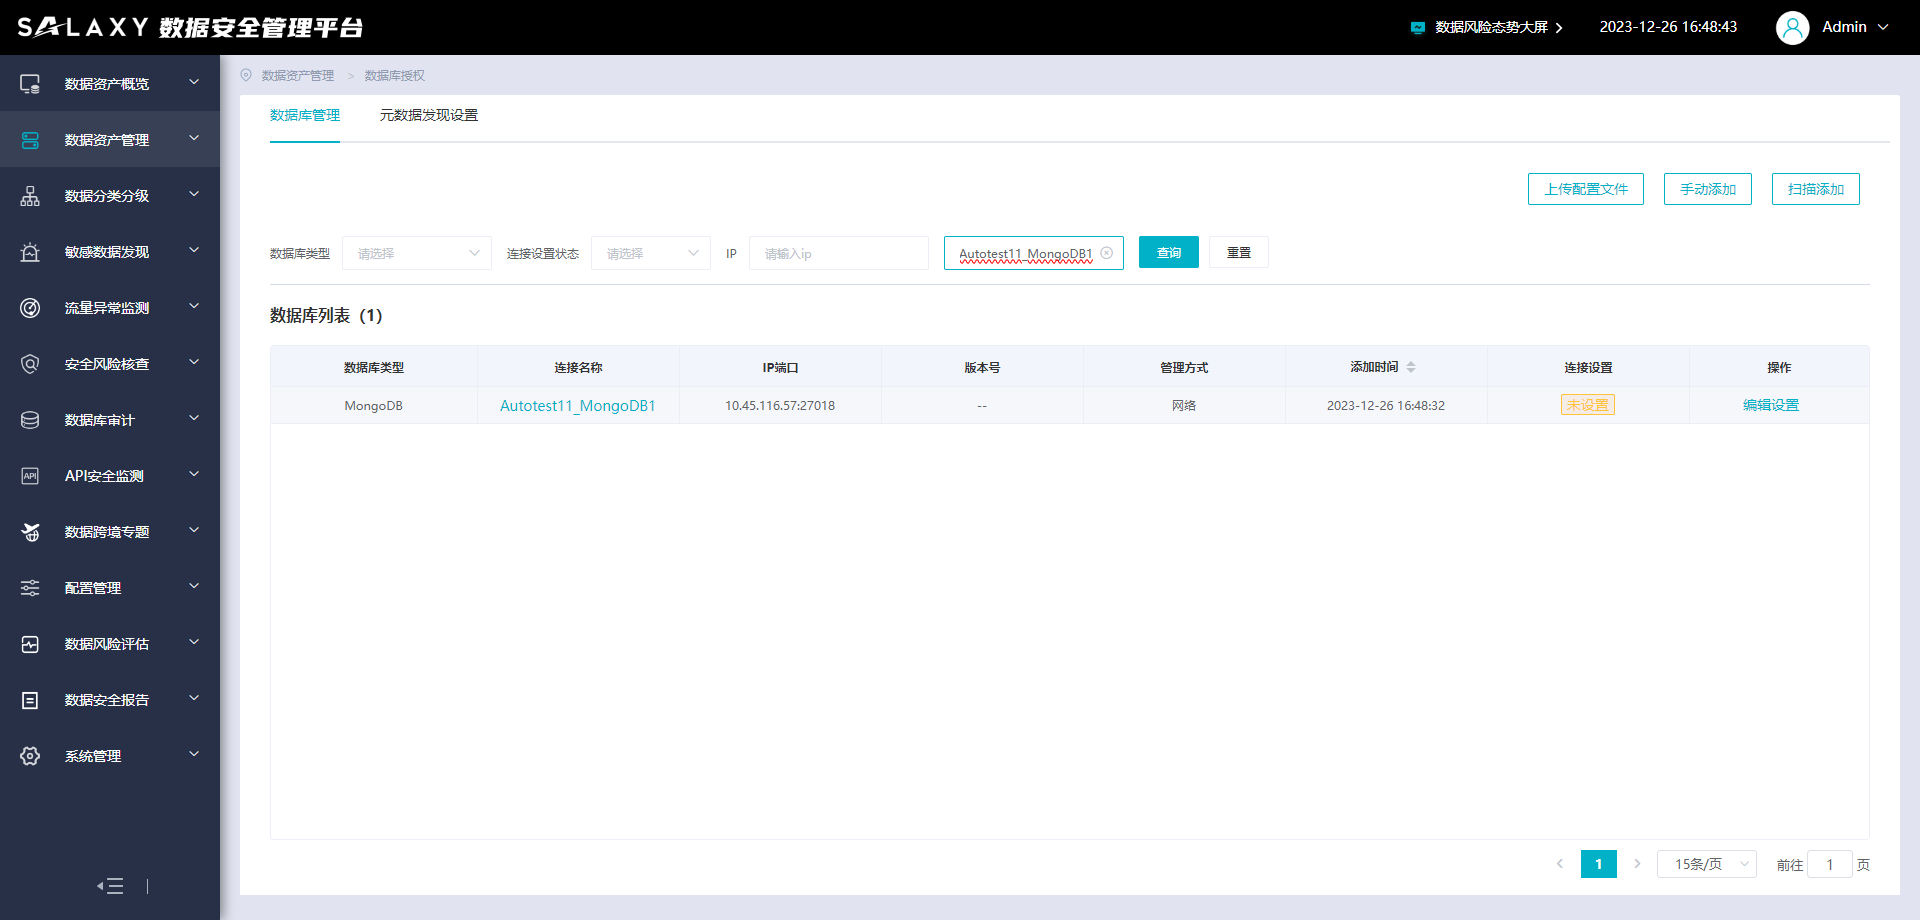 SALAXY 数据安全管理平台
数据风险态势大屏
2023-12-26 16:48:43
Admin
数据资产概览
数据资产管理
数据分类分级
敏感数据发现
流量异常监测
安全风险核查
数据库审计
API
API安全监测
数据跨境专题
配置管理
数据风险评估
数据安全报告
系统管理
数据资产管理 > 数据库授权
数据库管理 元数据发现设置
上传配置文件 手动添加 扫描添加
数据库类型 请选择 连接设置状态 请选择 IP 请输入ip Autotest11_MongoDB1 查询 重置
数据库列表（1）
数据库类型 连接名称 IP端口 版本号 管理方式 添加时间 连接设置 操作
MongoDB Autotest11_MongoDB1 10.45.116.57:27018 -- 网络 2023-12-26 16:48:32 未设置 编辑设置
< 1 > 15条/页 前往 1 页